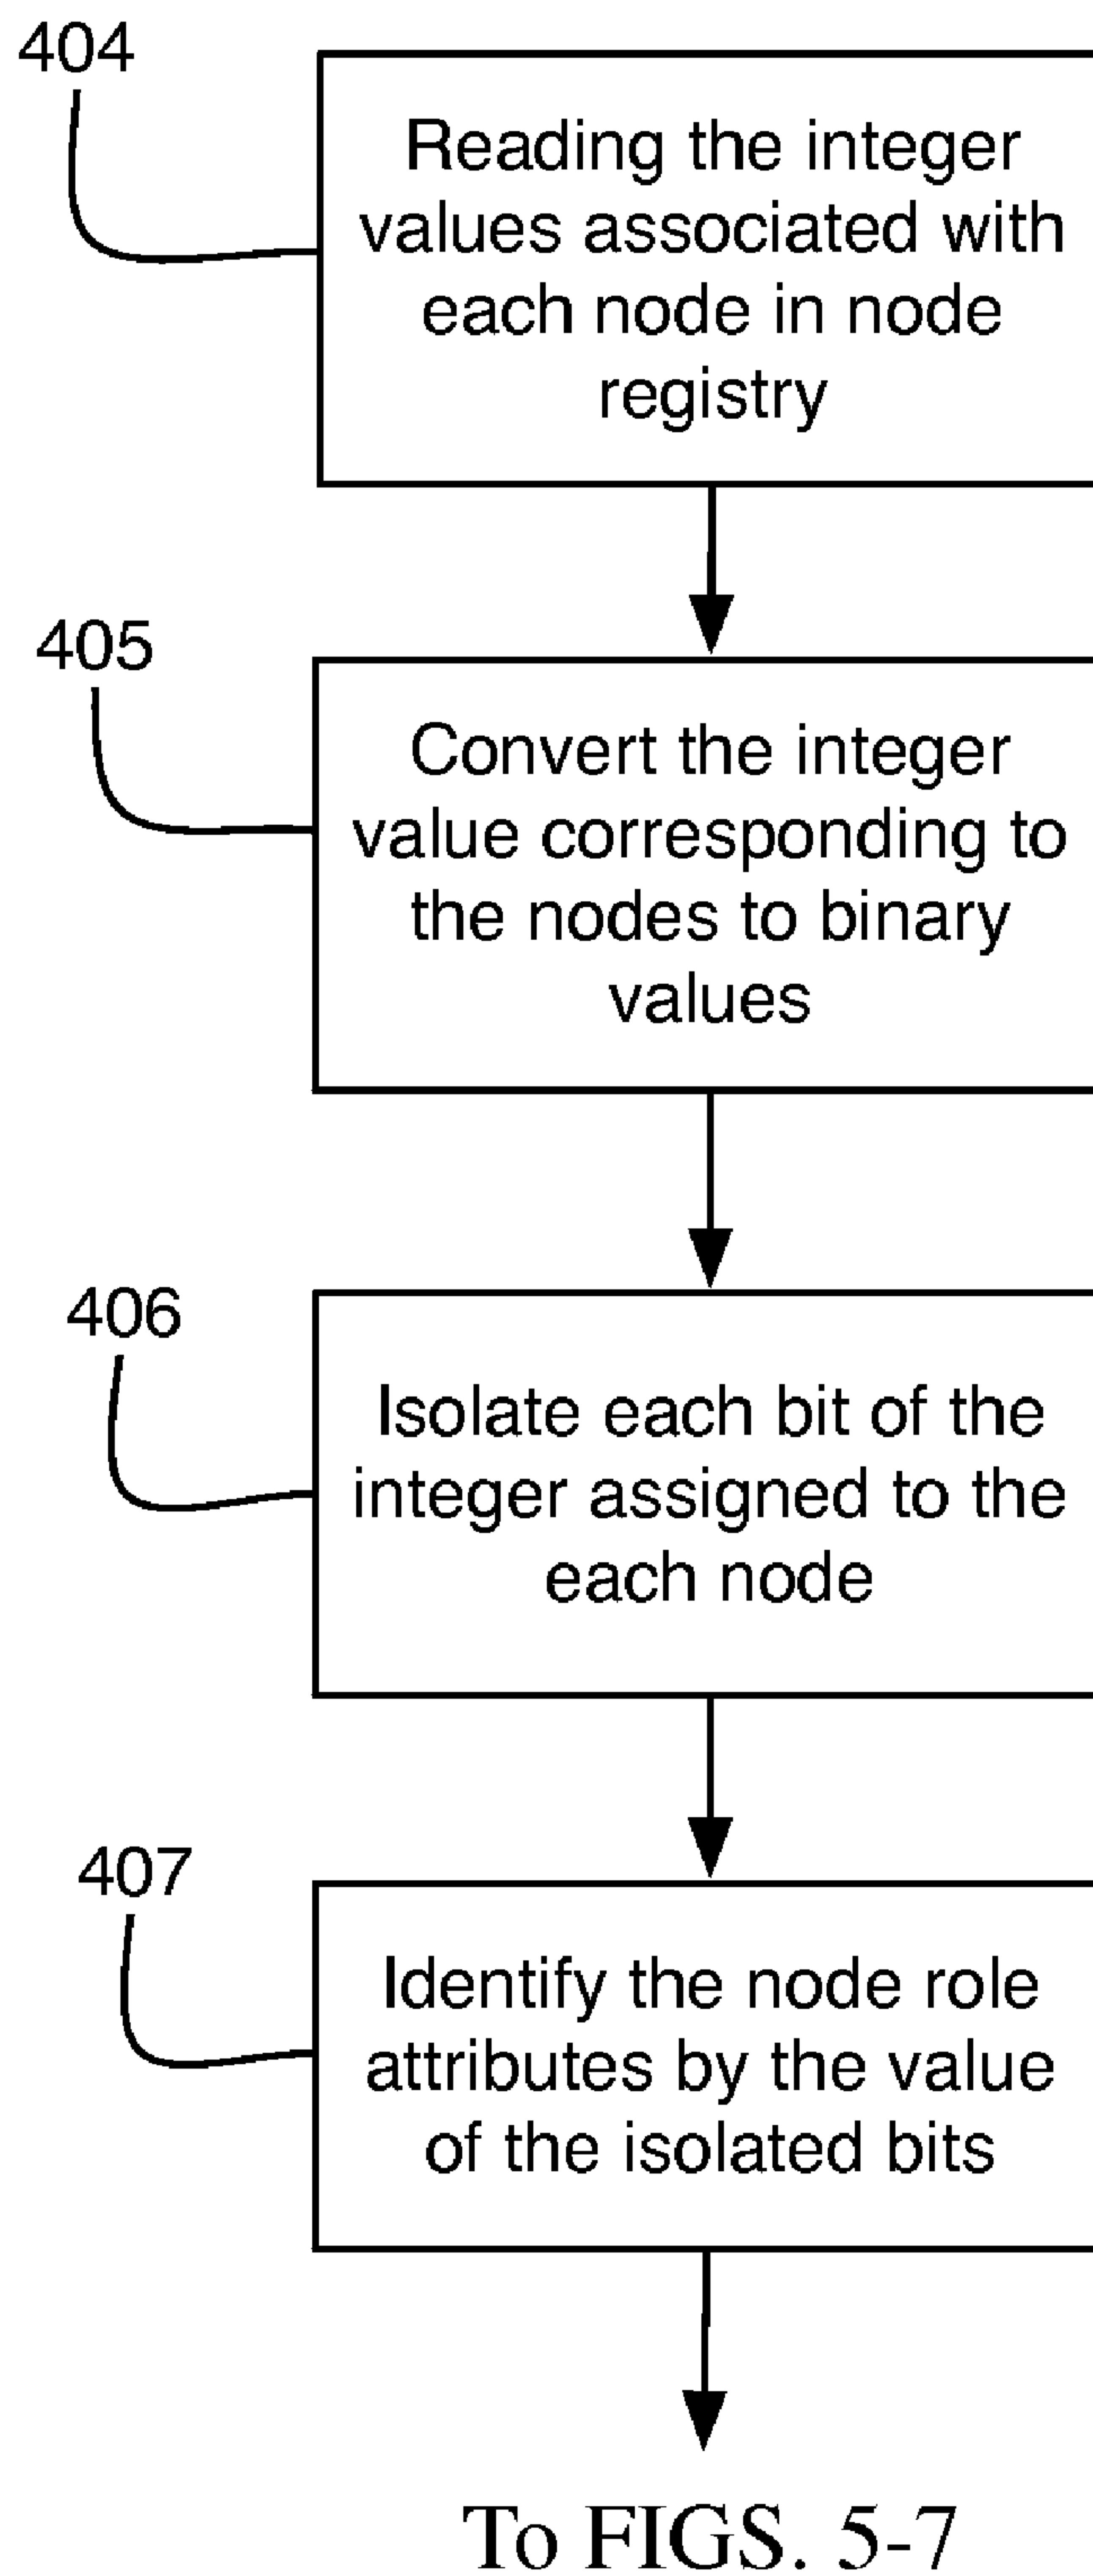 404
Reading the integer
values associated with
each node in node
registry
405
Convert the integer
value corresponding to
the nodes to binary
values
406
Isolate each bit of the
integer assigned to the
each node
407
Identify the node role
attributes by the value
of the isolated bits
To FIGS. 5-7